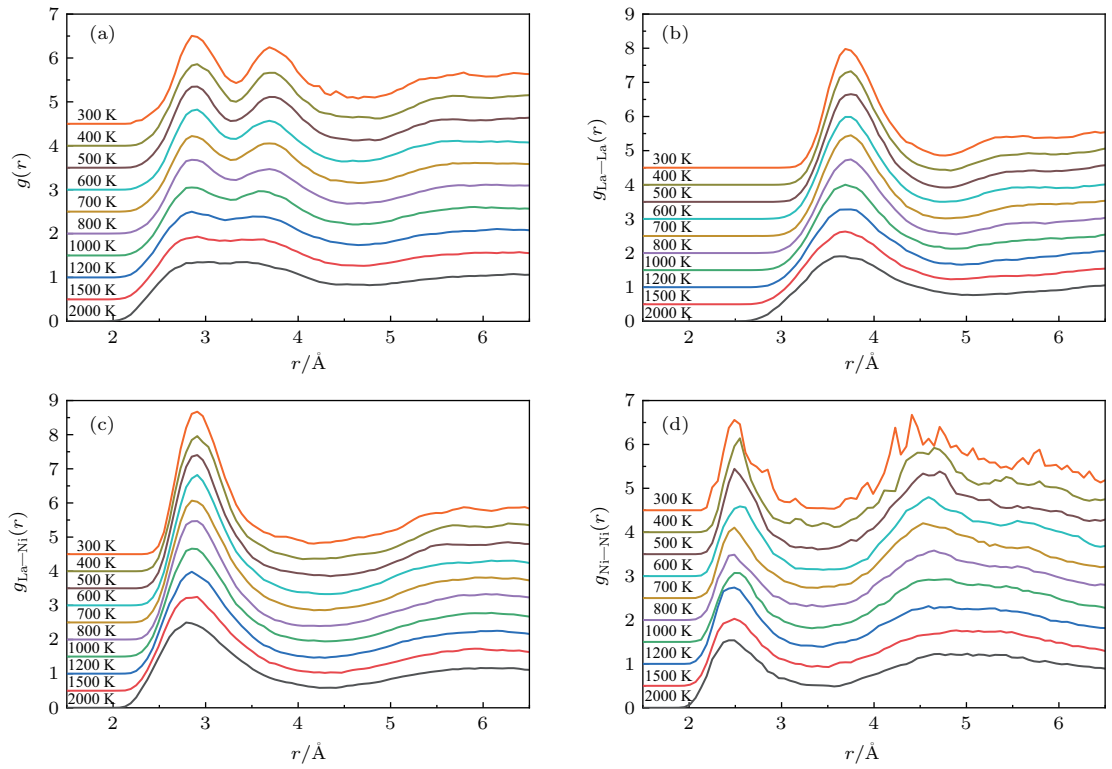 (a)
g(r)
7
6
5
4
3
2
1
0
300 K
400 K
500 K
600 K
700 K
800 K
1000 K
1200 K
1500 K
2000 K
2 3 4 5 6
r/Å
(b)
gLa—La(r)
9
8
7
6
5
4
3
2
1
0
300 K
400 K
500 K
600 K
700 K
800 K
1000 K
1200 K
1500 K
2000 K
2 3 4 5 6
r/Å
(c)
gLa—Ni(r)
9
8
7
6
5
4
3
2
1
0
300 K
400 K
500 K
600 K
700 K
800 K
1000 K
1200 K
1500 K
2000 K
2 3 4 5 6
r/Å
(d)
gNi—Ni(r)
7
6
5
4
3
2
1
0
300 K
400 K
500 K
600 K
700 K
800 K
1000 K
1200 K
1500 K
2000 K
2 3 4 5 6
r/Å